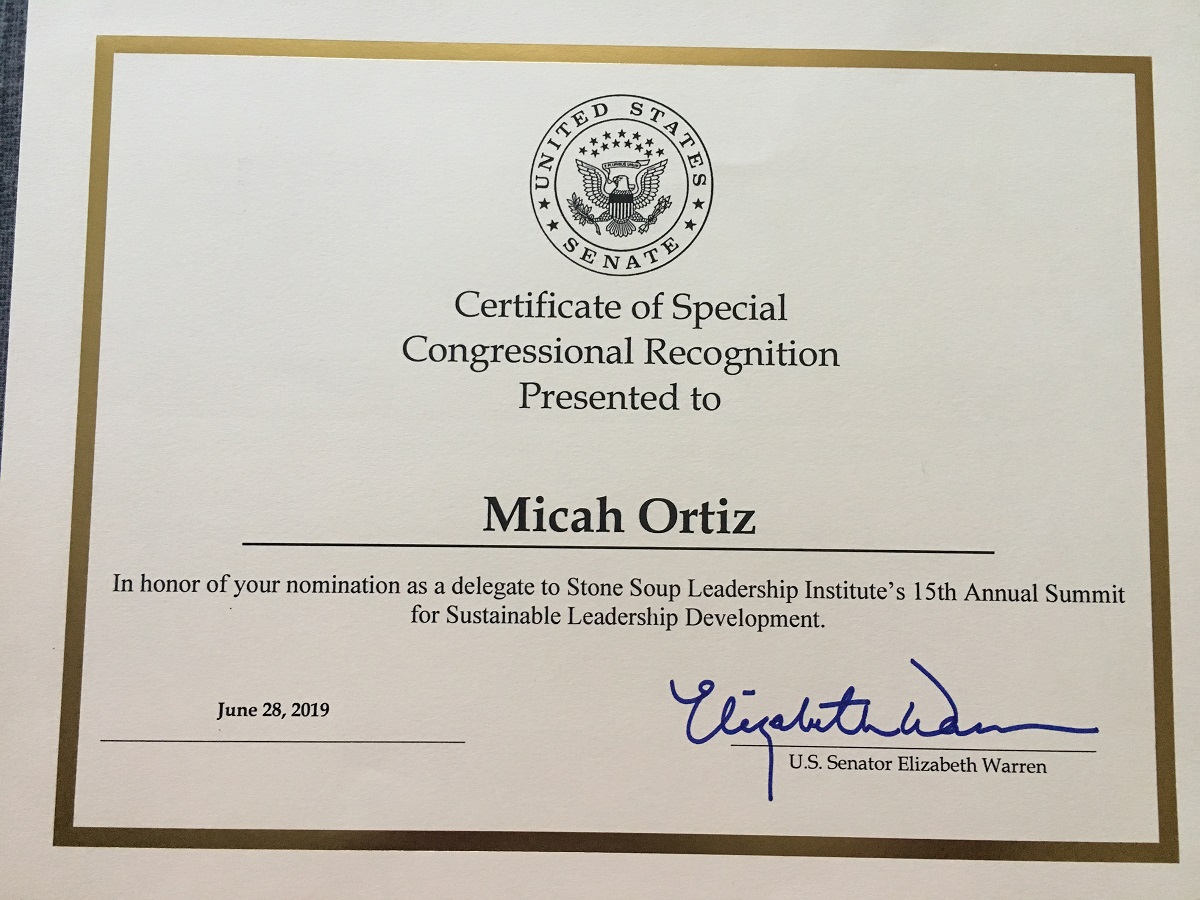 UNITED STATES
SENATE
Certificate of Special
Congressional Recognition
Presented to
Micah Ortiz
In honor of your nomination as a delegate to Stone Soup Leadership Institute's 15th Annual Summit
for Sustainable Leadership Development.
June 28, 2019
Elizabeth Warren
U.S. Senator Elizabeth Warren